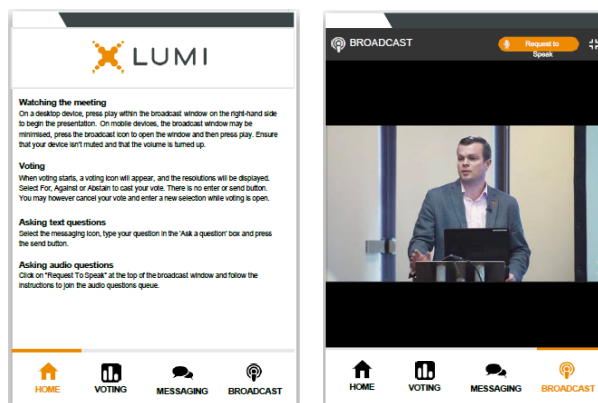 LUMI
Watching the meeting
On a desktop device, press play within the broadcast window on the right-hand side
to begin the presentation. On mobile devices, the broadcast window may be
minimised, press the broadcast icon to open the window and then press play. Ensure
that your device isn't muted and that the volume is turned up.
Voting
When voting starts, a voting icon will appear, and the resolutions will be displayed.
Select For, Against or Abstain to cast your vote. There is no enter or send button.
You may however cancel your vote and enter a new selection while voting is open.
Asking text questions
Select the messaging icon, type your question in the 'Ask a question' box and press
the send button.
Asking audio questions
Click on "Request To Speak" at the top of the broadcast window and follow the
instructions to join the audio questions queue.
HOME VOTING MESSAGING BROADCAST
BROADCAST
Request to
Speak
HOME VOTING MESSAGING BROADCAST